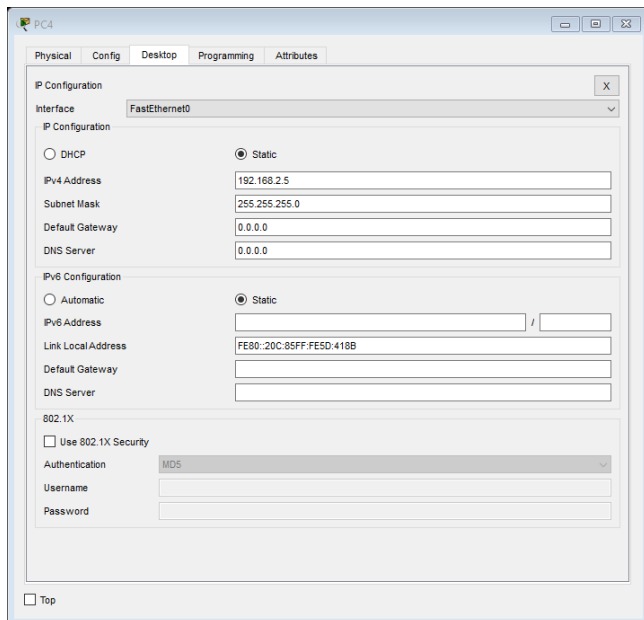 PC4
Physical Config Desktop Programming Attributes
IP Configuration X
Interface FastEthernet0
IP Configuration
DHCP Static
IPv4 Address 192.168.2.5
Subnet Mask 255.255.255.0
Default Gateway 0.0.0.0
DNS Server 0.0.0.0
IPv6 Configuration
Automatic Static
IPv6 Address /
Link Local Address FE80::20C:85FF:FE5D:418B
Default Gateway
DNS Server
802.1X
Use 802.1X Security
Authentication MD5
Username
Password
Top